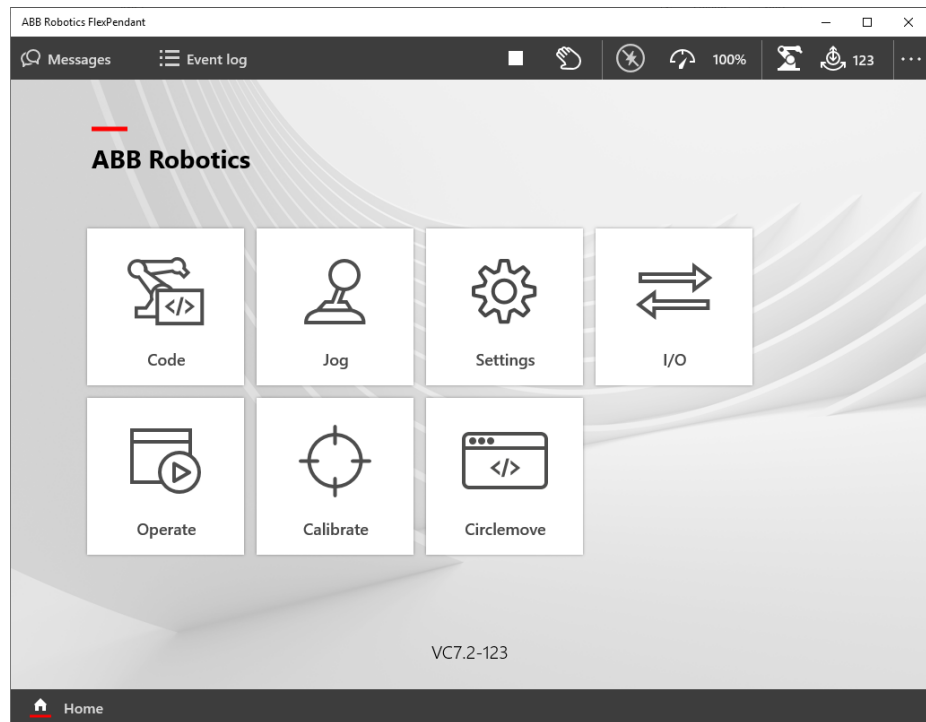 ABB Robotics FlexPendant
Messages
Event log
100%
123
ABB Robotics
</>
Code
Jog
Settings
I/O
Operate
Calibrate
</>
Circlemove
VC7.2-123
Home